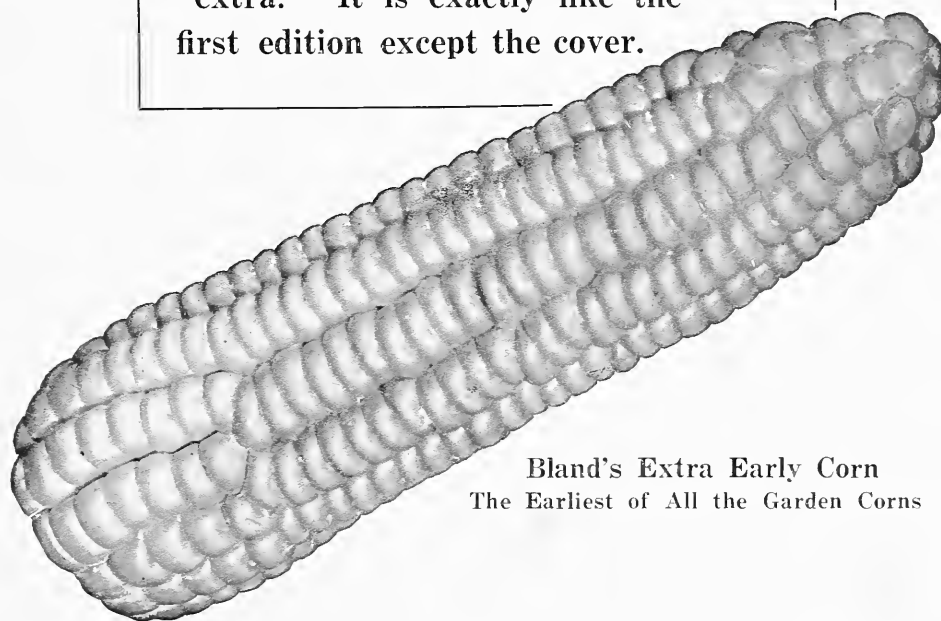 extra." It is exactly like the
first edition except the cover.
Bland's Extra Early Corn
The Earliest of All the Garden Corns